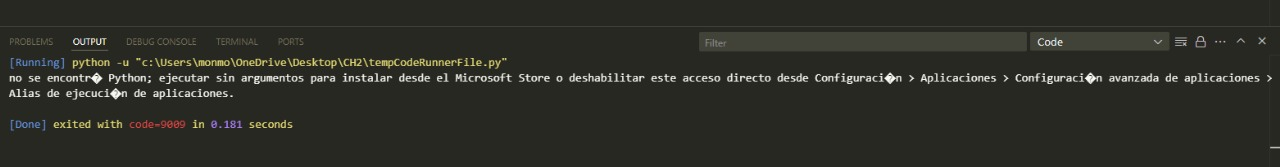 PROBLEMS OUTPUT DEBUG CONSOLE TERMINAL PORTS Filter Code
[Running] python -u "c:\Users\monmo\OneDrive\Desktop\CH2\tempCodeRunnerFile.py"
no se encontr� Python; ejecutar sin argumentos para instalar desde el Microsoft Store o deshabilitar este acceso directo desde Configuraci�n > Aplicaciones > Configuraci�n avanzada de aplicaciones >
Alias de ejecuci�n de aplicaciones.
[Done] exited with code=9009 in 0.181 seconds